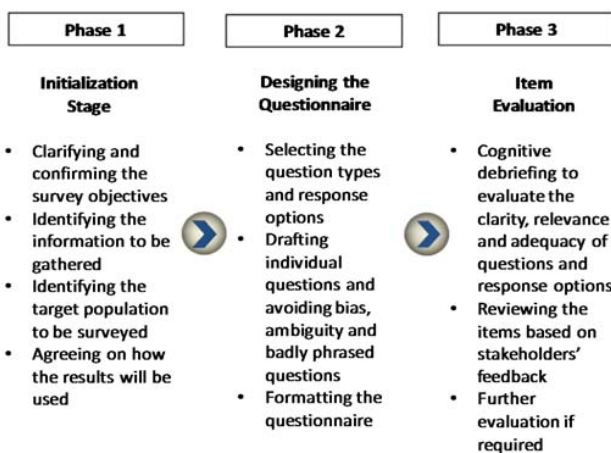 Phase 1
Initialization
Stage
• Clarifying and
confirming the
survey objectives
• Identifying the
information to be
gathered
• Identifying the
target population
to be surveyed
• Agreeing on how
the results will be
used
Phase 2
Designing the
Questionnaire
• Selecting the
question types
and response
options
• Drafting
individual
questions and
avoiding bias,
ambiguity and
badly phrased
questions
• Formatting the
questionnaire
Phase 3
Item
Evaluation
• Cognitive
debriefing to
evaluate the
clarity, relevance
and adequacy of
questions and
response options
• Reviewing the
items based on
stakeholders'
feedback
• Further
evaluation if
required